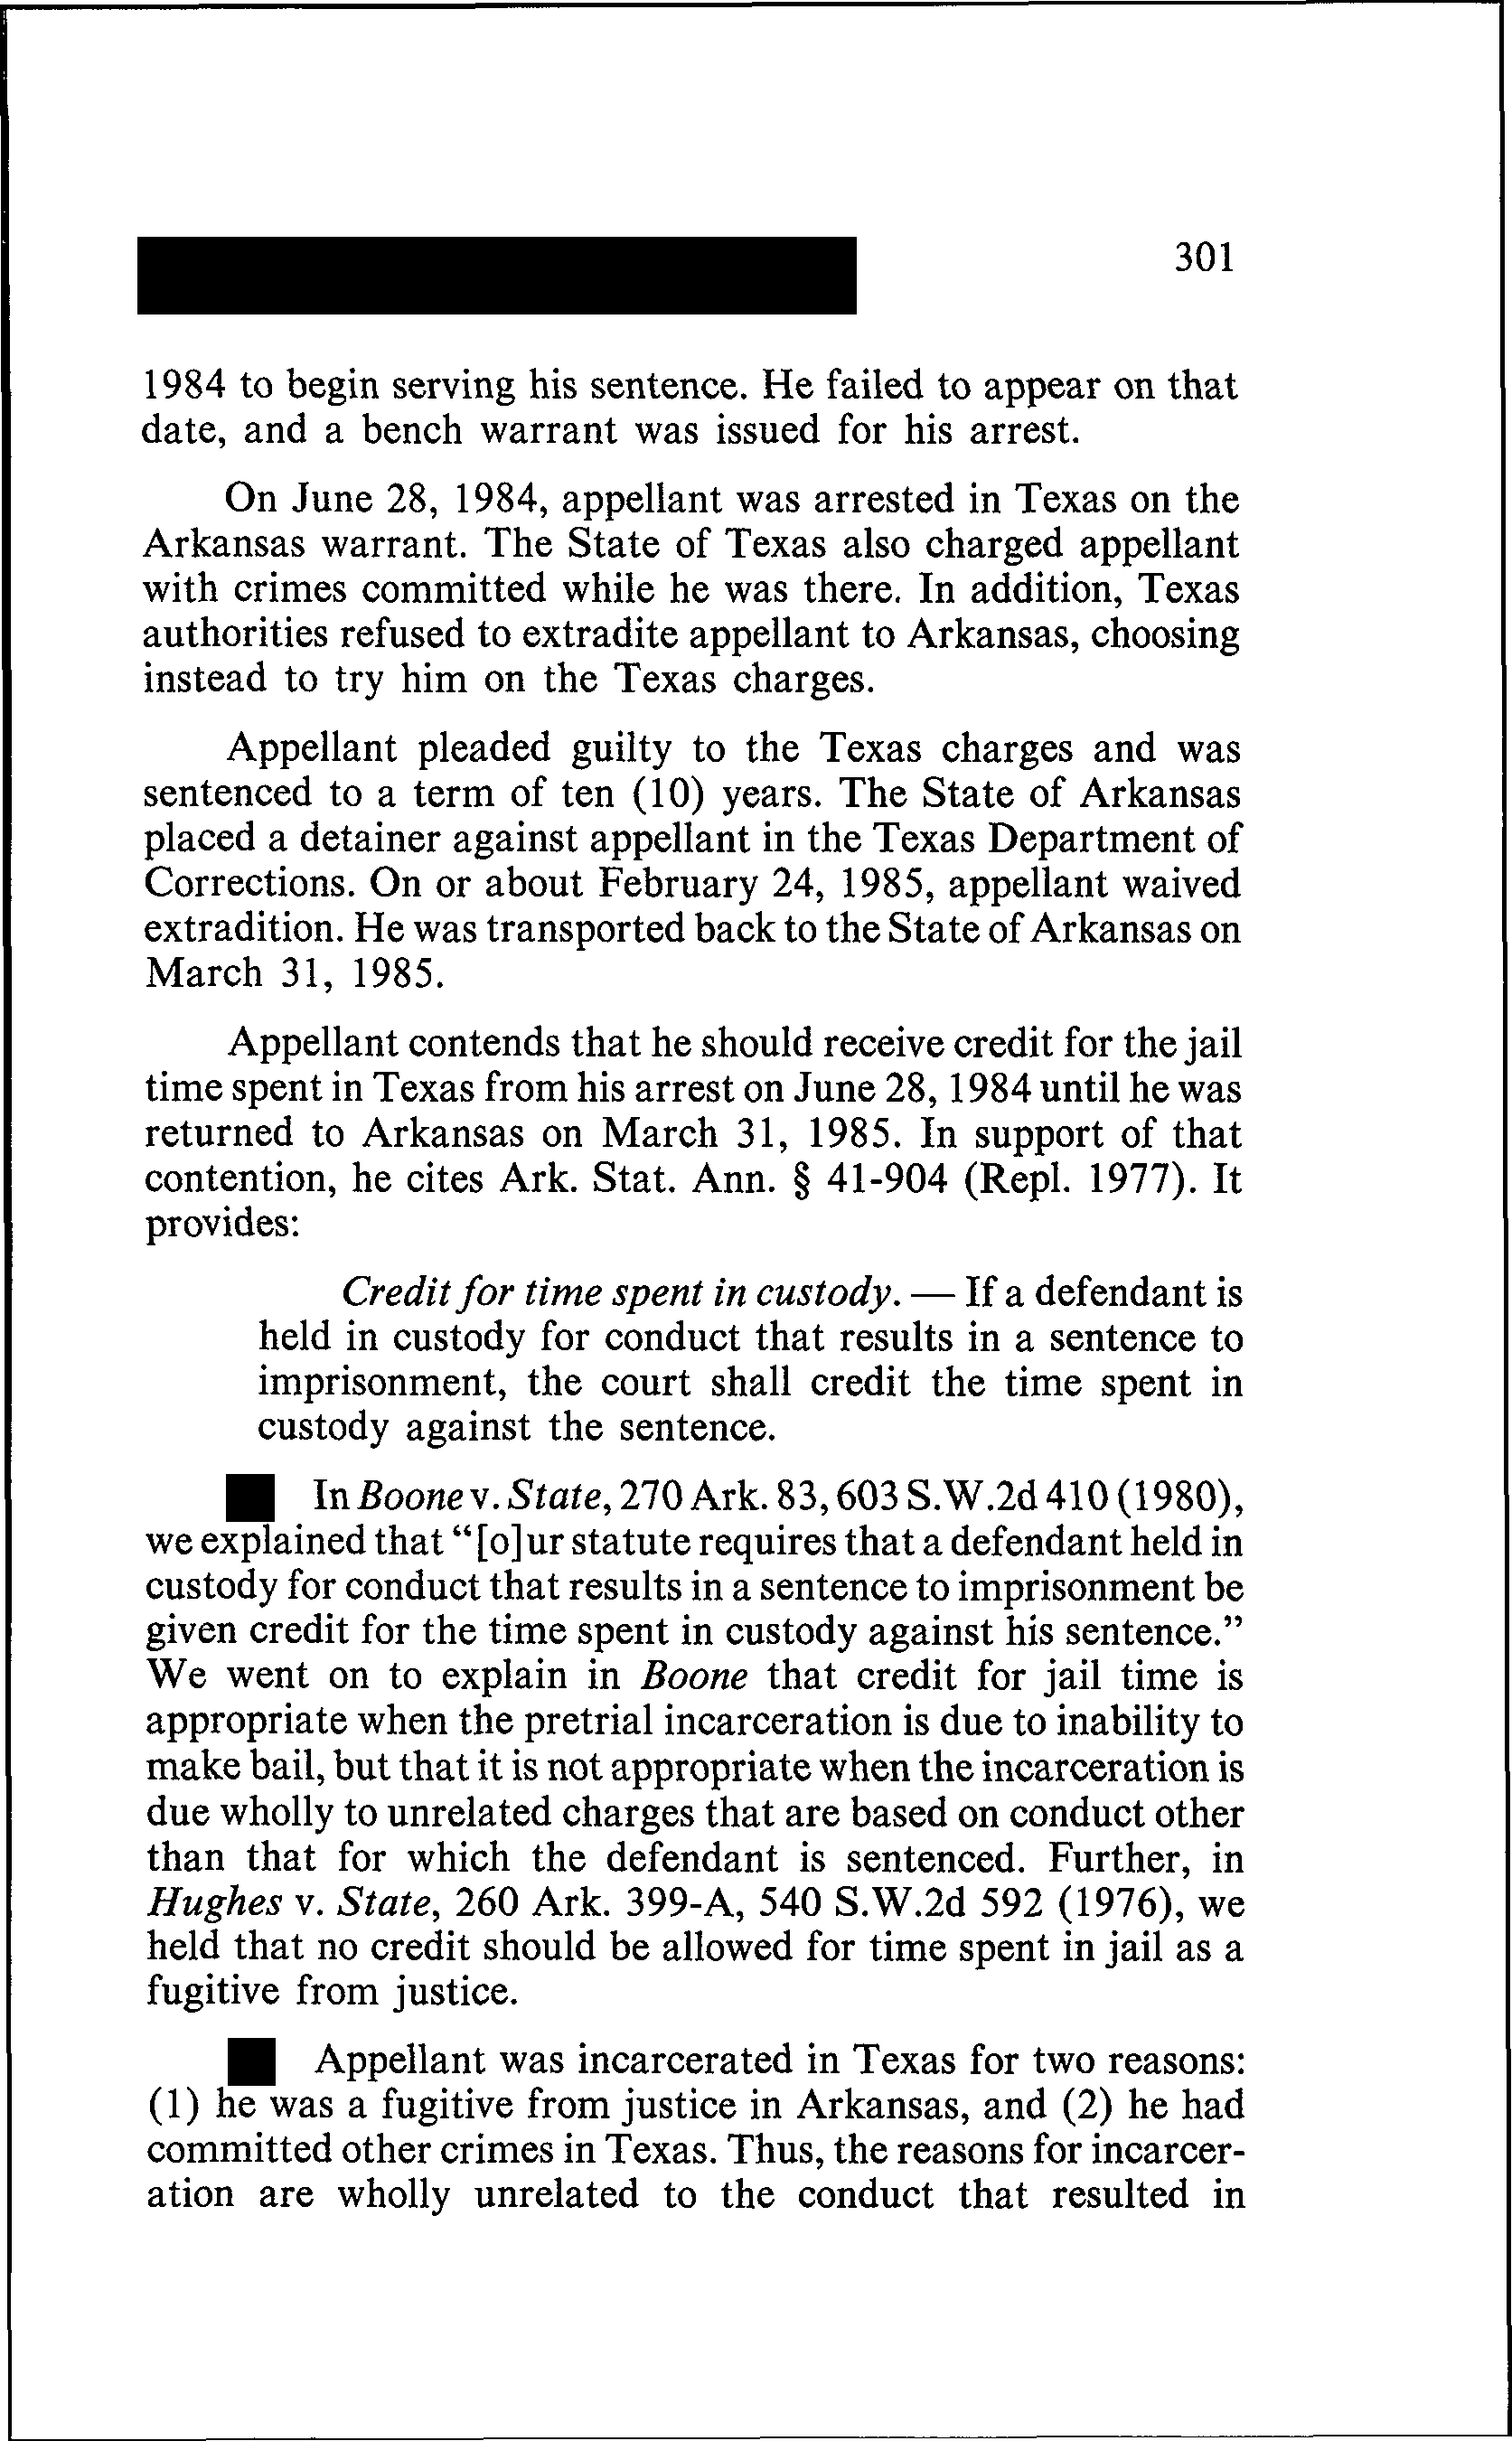 301
1984 to begin serving his sentence. He failed to appear on that
date, and a bench warrant was issued for his arrest.
On June 28, 1984, appellant was arrested in Texas on the
Arkansas warrant. The State of Texas also charged appellant
with crimes committed while he was there. In addition, Texas
authorities refused to extradite appellant to Arkansas, choosing
instead to try him on the Texas charges.
Appellant pleaded guilty to the Texas charges and was
sentenced to a term of ten (10) years. The State of Arkansas
placed a detainer against appellant in the Texas Department of
Corrections. On or about February 24, 1985, appellant waived
extradition. He was transported back to the State of Arkansas on
March 31, 1985.
Appellant contends that he should receive credit for the jail
time spent in Texas from his arrest on June 28, 1984 until he was
returned to Arkansas on March 31, 1985. In support of that
contention, he cites Ark. Stat. Ann. § 41-904 (Repl. 1977). It
provides:
Credit for time spent in custody. — If a defendant is
held in custody for conduct that results in a sentence to
imprisonment, the court shall credit the time spent in
custody against the sentence.
In Boone v. State, 270 Ark. 83, 603 S.W.2d 410 (1980),
we explained that "[o]ur statute requires that a defendant held in
custody for conduct that results in a sentence to imprisonment be
given credit for the time spent in custody against his sentence."
We went on to explain in Boone that credit for jail time is
appropriate when the pretrial incarceration is due to inability to
make bail, but that it is not appropriate when the incarceration is
due wholly to unrelated charges that are based on conduct other
than that for which the defendant is sentenced. Further, in
Hughes v. State, 260 Ark. 399-A, 540 S.W.2d 592 (1976), we
held that no credit should be allowed for time spent in jail as a
fugitive from justice.
Appellant was incarcerated in Texas for two reasons:
(1) he was a fugitive from justice in Arkansas, and (2) he had
committed other crimes in Texas. Thus, the reasons for incarcer-
ation are wholly unrelated to the conduct that resulted in